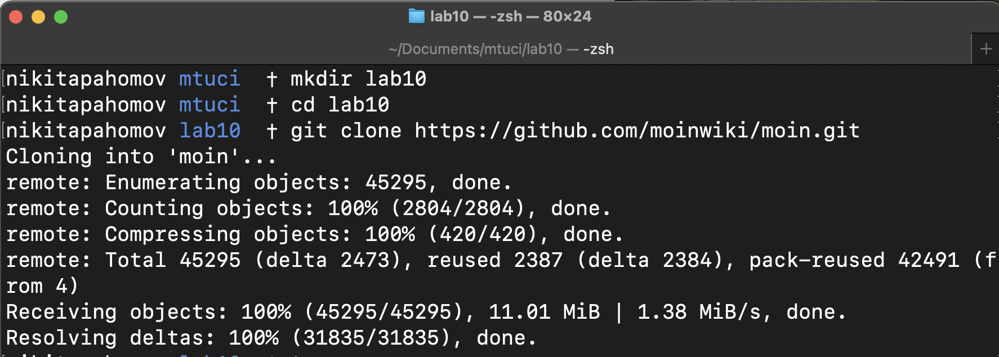 lab10 — -zsh — 80×24
~/Documents/mtuci/lab10 — -zsh
nikitapahomov mtuci † mkdir lab10
nikitapahomov mtuci † cd lab10
nikitapahomov lab10 † git clone https://github.com/moinwiki/moin.git
Cloning into 'moin'...
remote: Enumerating objects: 45295, done.
remote: Counting objects: 100% (2804/2804), done.
remote: Compressing objects: 100% (420/420), done.
remote: Total 45295 (delta 2473), reused 2387 (delta 2384), pack-reused 42491 (f
rom 4)
Receiving objects: 100% (45295/45295), 11.01 MiB | 1.38 MiB/s, done.
Resolving deltas: 100% (31835/31835), done.